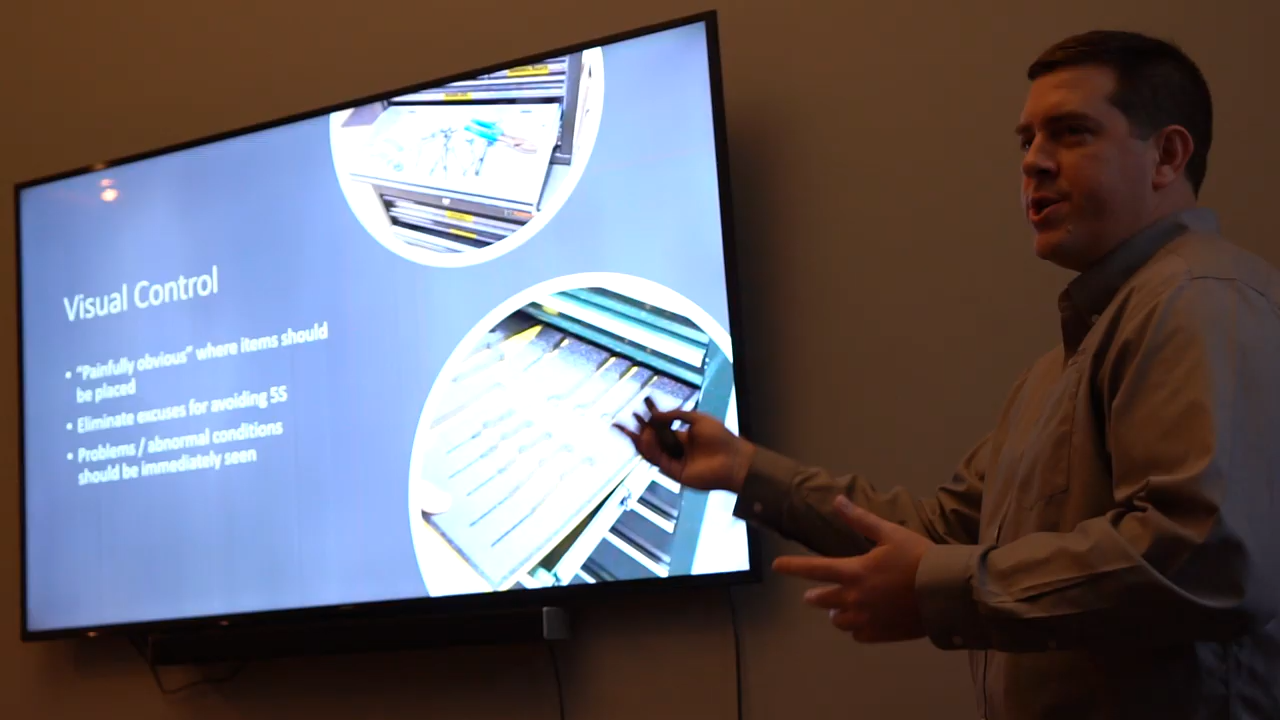 Visual Control
• “Painfully obvious” where items should
be placed
• Eliminate excuses for avoiding 5S
• Problems / abnormal conditions
should be immediately seen